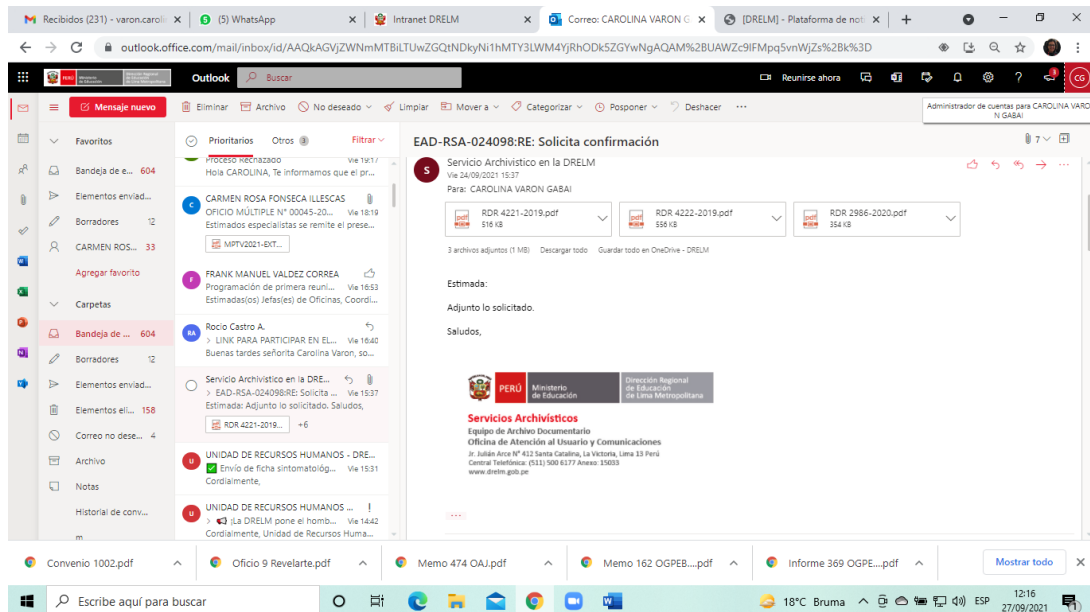 Recibidos (231) - varon.caroli
(5) WhatsApp
Intranet DRELM
Correo: CAROLINA VARON G
[DRELM] - Plataforma de noti
outlook.office.com/mail/inbox/id/AAQkAGVjZWNmMTBiLTUwZGQtNDkyNi1hMTY3LWM4YjRhODk5ZGYwNgAQAM%2BUAWZc9lFMpq5vnWjZs%2Bk%3D
PERÚ
Outlook
Buscar
Reunirse ahora
CG
Mensaje nuevo
Eliminar
Archivo
No deseado
Limpiar
Mover a
Categorizar
Posponer
Deshacer
Administrador de cuentas para CAROLINA VARO
N GABAI
Favoritos
Bandeja de e... 604
Elementos enviad...
Borradores 12
CARMEN ROS... 33
Agregar favorito
Carpetas
Bandeja de ... 604
Borradores 12
Elementos enviad...
Elementos eli... 158
Correo no dese... 4
Archivo
Notas
Historial de conv...
Prioritarios
Otros 3
Filtrar
Proceso Rechazado Vie 19:17
Hola CAROLINA, Te informamos que el pr...
C
CARMEN ROSA FONSECA ILLESCAS
OFICIO MÚLTIPLE N° 00045-20... Vie 18:19
Estimados especialistas se remite el prese...
MPTV2021-EXT...
F
FRANK MANUEL VALDEZ CORREA
Programación de primera reuni... Vie 16:53
Estimadas(os) Jefas(es) de Oficinas, Coordi...
RA
Rocio Castro A.
> LINK PARA PARTICIPAR EN EL... Vie 16:40
Buenas tardes señorita Carolina Varon, so...
Servicio Archivistico en la DRE...
> EAD-RSA-024098:RE: Solicita ... Vie 15:37
Estimada: Adjunto lo solicitado. Saludos,
RDR 4221-2019... +6
U
UNIDAD DE RECURSOS HUMANOS - DRE...
Envío de ficha sintomatológ... Vie 15:31
Cordialmente,
U
UNIDAD DE RECURSOS HUMANOS ... !
> ¡La DRELM pone el homb... Vie 14:42
Cordialmente, Unidad de Recursos Huma...
EAD-RSA-024098:RE: Solicita confirmación
7
S
Servicio Archivistico en la DRELM
Vie 24/09/2021 15:37
Para: CAROLINA VARON GABAI
RDR 4221-2019.pdf
516 KB
RDR 4222-2019.pdf
556 KB
RDR 2986-2020.pdf
354 KB
3 archivos adjuntos (1 MB) Descargar todo Guardar todo en OneDrive - DRELM
Estimada:
Adjunto lo solicitado.
Saludos,
PERÚ
Ministerio
de Educación
Dirección Regional
de Educación
de Lima Metropolitana
Servicios Archivísticos
Equipo de Archivo Documentario
Oficina de Atención al Usuario y Comunicaciones
Jr. Julián Arce N° 412 Santa Catalina, La Victoria, Lima 13 Perú
Central Telefónica: (511) 500 6177 Anexo: 15033
www.drelm.gob.pe
Convenio 1002.pdf
Oficio 9 Revelarte.pdf
Memo 474 OAJ.pdf
Memo 162 OGPEB....pdf
Informe 369 OGPE....pdf
Mostrar todo
Escribe aquí para buscar
18°C Bruma
ESP
12:16
27/09/2021